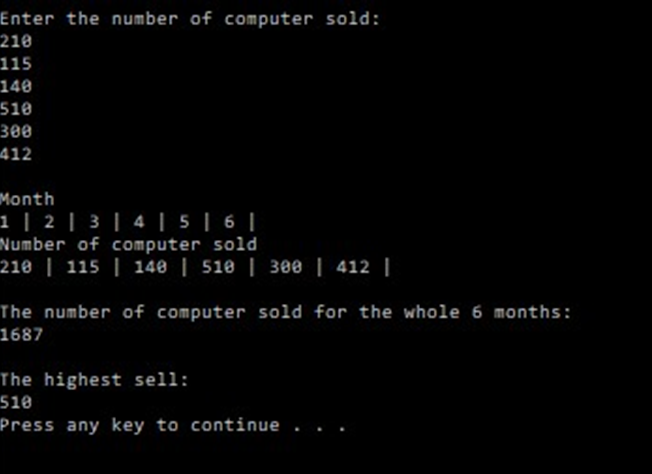 Enter the number of computer sold:
210
115
140
510
300
412
Month
1 | 2 | 3 | 4 | 5 | 6 |
Number of computer sold
210 | 115 | 140 | 510 | 300 | 412 |
The number of computer sold for the whole 6 months:
1687
The highest sell:
510
Press any key to continue . . .